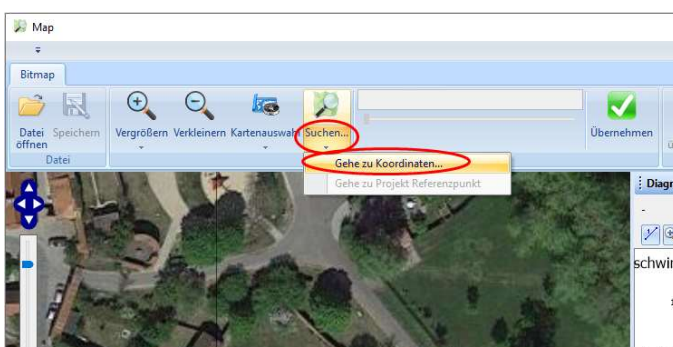 Map
Bitmap
Datei öffnen
Speichern
Vergrößern
Verkleinern
Kartenauswahl
Suchen...
Übernehmen
Datei
Gehe zu Koordinaten...
Gehe zu Projekt Referenzpunkt
Diagr
-
schwin